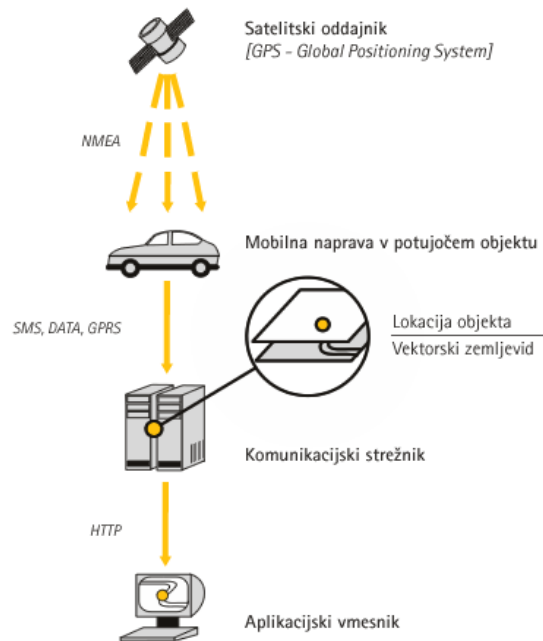 Satelitski oddajnik
[GPS - Global Positioning System]
NMEA
Mobilna naprava v potujočem objektu
SMS, DATA, GPRS
Lokacija objekta
Vektorski zemljevid
Komunikacijski strežnik
HTTP
Aplikacijski vmesnik